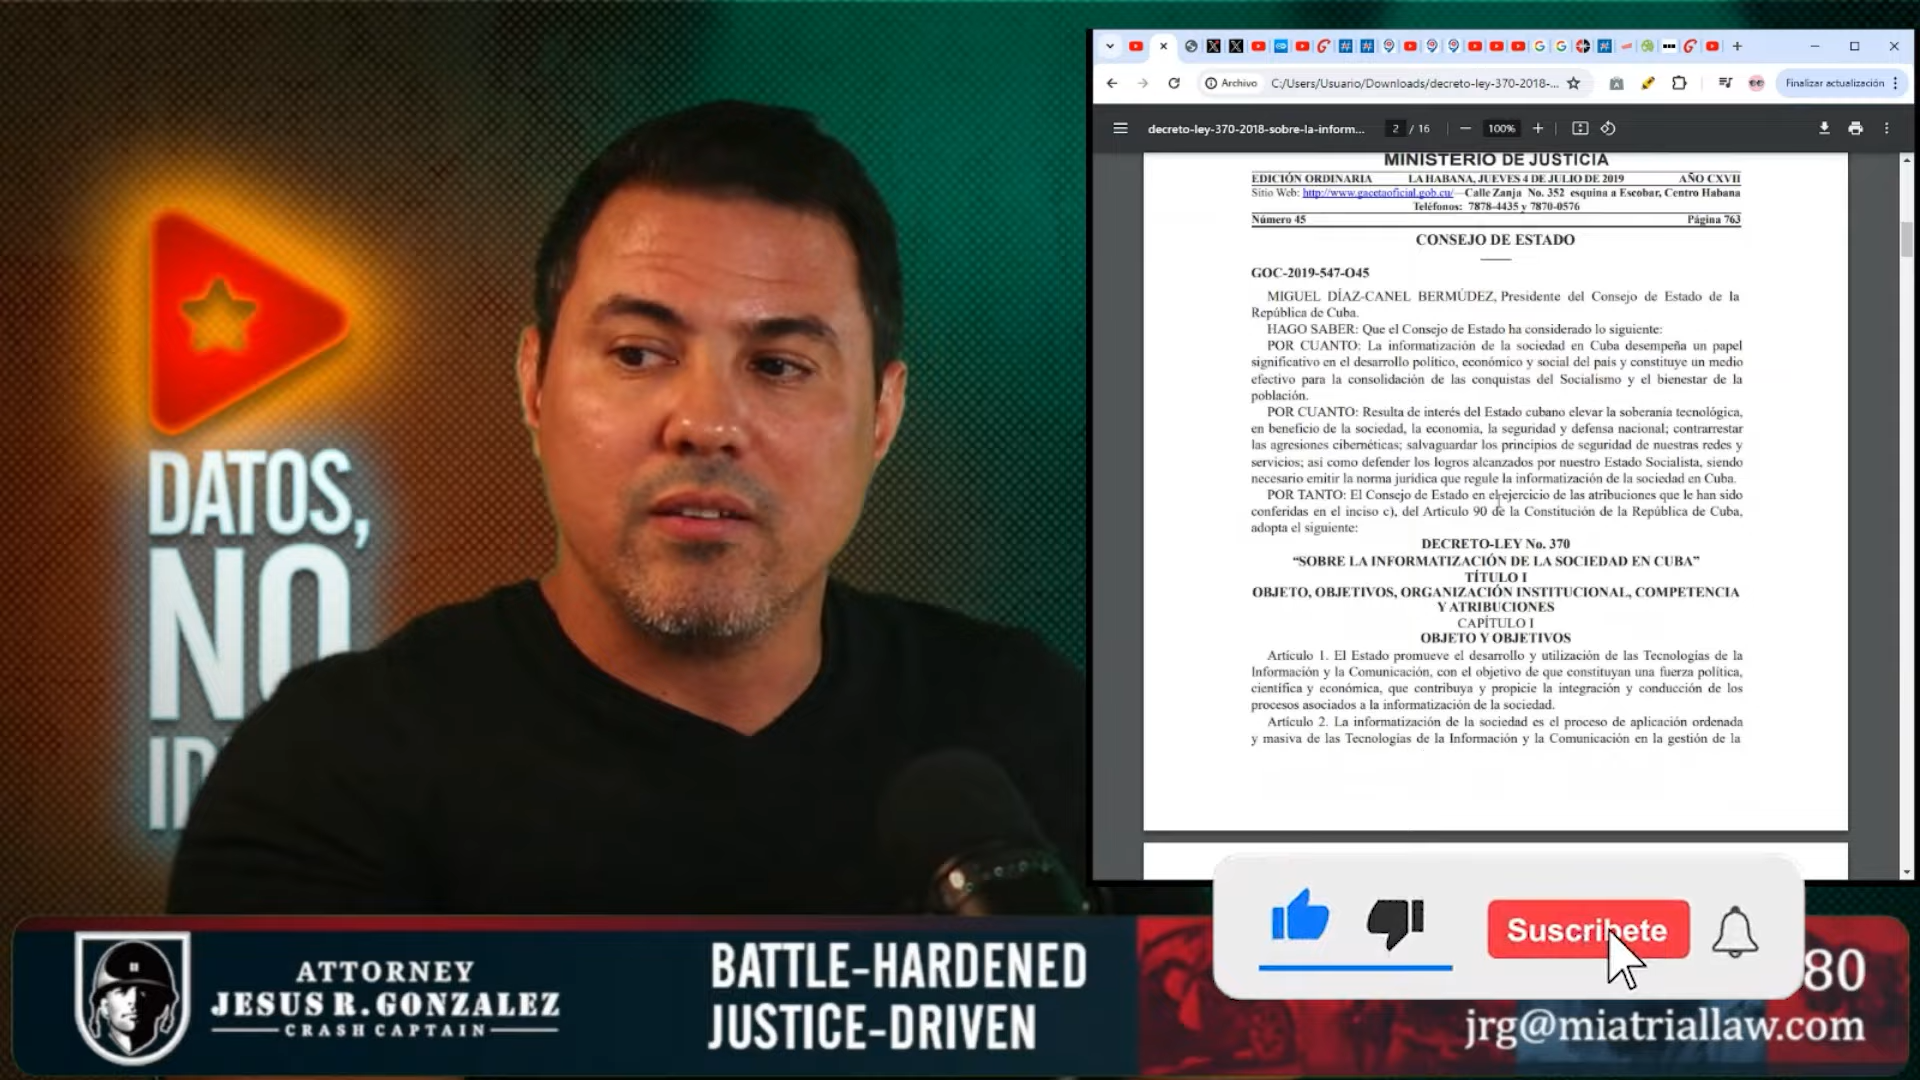 DATOS,
NO
Archivo C:/Users/Usuario/Downloads/decreto-ley-370-2018-... Finalizar actualización
decreto-ley-370-2018-sobre-la-inform... 2 / 16 100%
MINISTERIO DE JUSTICIA
EDICIÓN ORDINARIA LA HABANA, JUEVES 4 DE JULIO DE 2019 AÑO CXVII
Sitio Web: http://www.gacetaoficial.gob.cu/—Calle Zanja No. 352 esquina a Escobar, Centro Habana
Teléfonos: 7878-4435 y 7870-0576
Número 45 Página 763
CONSEJO DE ESTADO
GOC-2019-547-O45
MIGUEL DÍAZ-CANEL BERMÚDEZ, Presidente del Consejo de Estado de la
República de Cuba.
HAGO SABER: Que el Consejo de Estado ha considerado lo siguiente:
POR CUANTO: La informatización de la sociedad en Cuba desempeña un papel
significativo en el desarrollo político, económico y social del país y constituye un medio
efectivo para la consolidación de las conquistas del Socialismo y el bienestar de la
población.
POR CUANTO: Resulta de interés del Estado cubano elevar la soberanía tecnológica,
en beneficio de la sociedad, la economía, la seguridad y defensa nacional; contrarrestar
las agresiones cibernéticas; salvaguardar los principios de seguridad de nuestras redes y
servicios; así como defender los logros alcanzados por nuestro Estado Socialista, siendo
necesario emitir la norma jurídica que regule la informatización de la sociedad en Cuba.
POR TANTO: El Consejo de Estado en el ejercicio de las atribuciones que le han sido
conferidas en el inciso c), del Artículo 90 de la Constitución de la República de Cuba,
adopta el siguiente:
DECRETO-LEY No. 370
“SOBRE LA INFORMATIZACIÓN DE LA SOCIEDAD EN CUBA”
TÍTULO I
OBJETO, OBJETIVOS, ORGANIZACIÓN INSTITUCIONAL, COMPETENCIA
Y ATRIBUCIONES
CAPÍTULO I
OBJETO Y OBJETIVOS
Artículo 1. El Estado promueve el desarrollo y utilización de las Tecnologías de la
Información y la Comunicación, con el objetivo de que constituyan una fuerza política,
científica y económica, que contribuya y propicie la integración y conducción de los
procesos asociados a la informatización de la sociedad.
Artículo 2. La informatización de la sociedad es el proceso de aplicación ordenada
y masiva de las Tecnologías de la Información y la Comunicación en la gestión de la
Suscríbete
ATTORNEY
JESUS R. GONZALEZ
CRASH CAPTAIN
BATTLE-HARDENED
JUSTICE-DRIVEN
80
jrg@miatriallaw.com